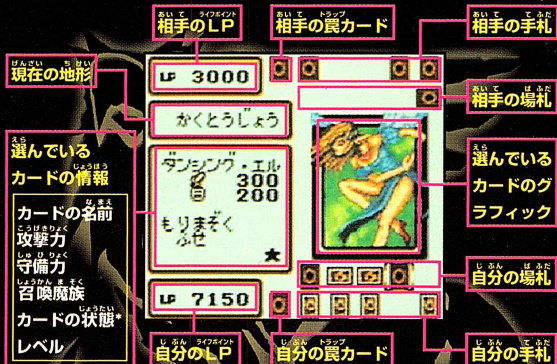 相手のLP
相手の罠カード
相手の手札
現在の地形
LP 3000
相手の場札
かくとうじょう
選んでいる
カードの情報
カードの名前
攻撃力
守備力
召喚魔族
カードの状態*
レベル
ダンシング・エル
300
200
もりまぞく
ふせ
★
選んでいる
カードのグ
ラフィック
自分の場札
LP 7150
自分のLP
自分の罠カード
自分の手札